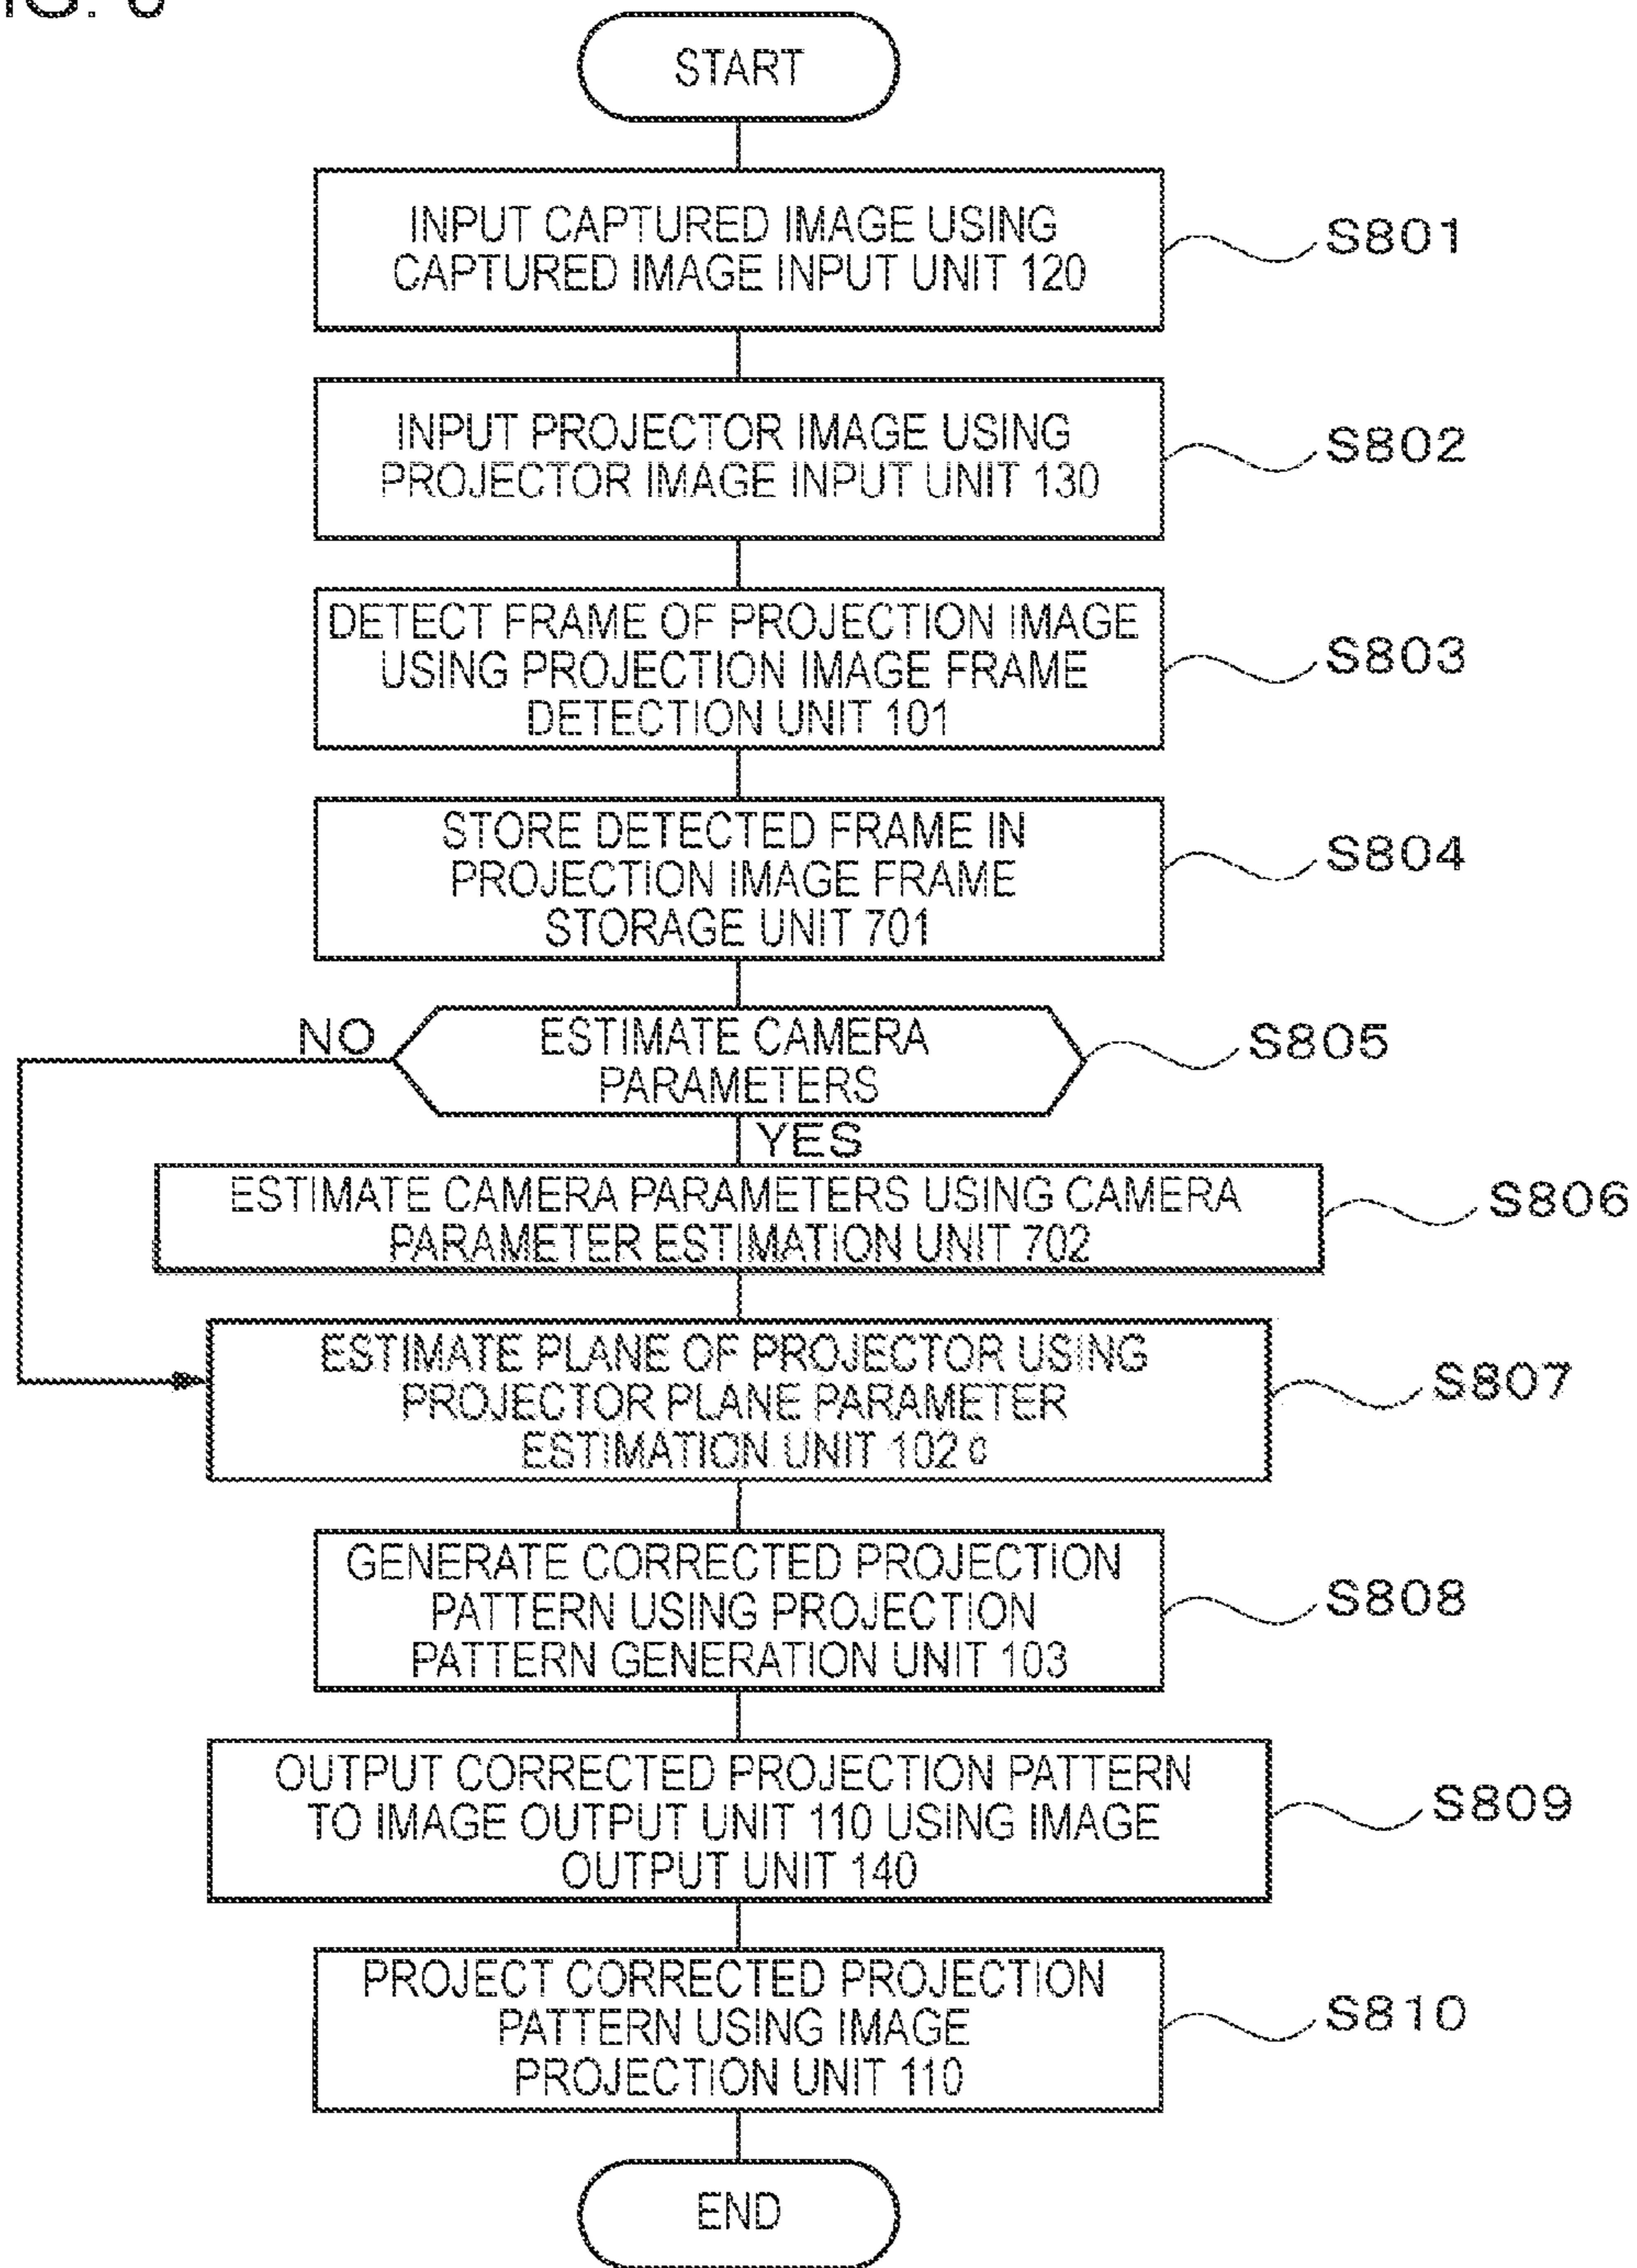 START
INPUT CAPTURED IMAGE USING
CAPTURED IMAGE INPUT UNIT 120
S801
INPUT PROJECTOR IMAGE USING
PROJECTOR IMAGE INPUT UNIT 130
S802
DETECT FRAME OF PROJECTION IMAGE
USING PROJECTION IMAGE FRAME
DETECTION UNIT 101
S803
STORE DETECTED FRAME IN
PROJECTION IMAGE FRAME
STORAGE UNIT 701
S804
NO
ESTIMATE CAMERA
PARAMETERS
S805
YES
ESTIMATE CAMERA PARAMETERS USING CAMERA
PARAMETER ESTIMATION UNIT 702
S806
ESTIMATE PLANE OF PROJECTOR USING
PROJECTOR PLANE PARAMETER
ESTIMATION UNIT 102 c
S807
GENERATE CORRECTED PROJECTION
PATTERN USING PROJECTION
PATTERN GENERATION UNIT 103
S808
OUTPUT CORRECTED PROJECTION PATTERN
TO IMAGE OUTPUT UNIT 110 USING IMAGE
OUTPUT UNIT 140
S809
PROJECT CORRECTED PROJECTION
PATTERN USING IMAGE
PROJECTION UNIT 110
S810
END